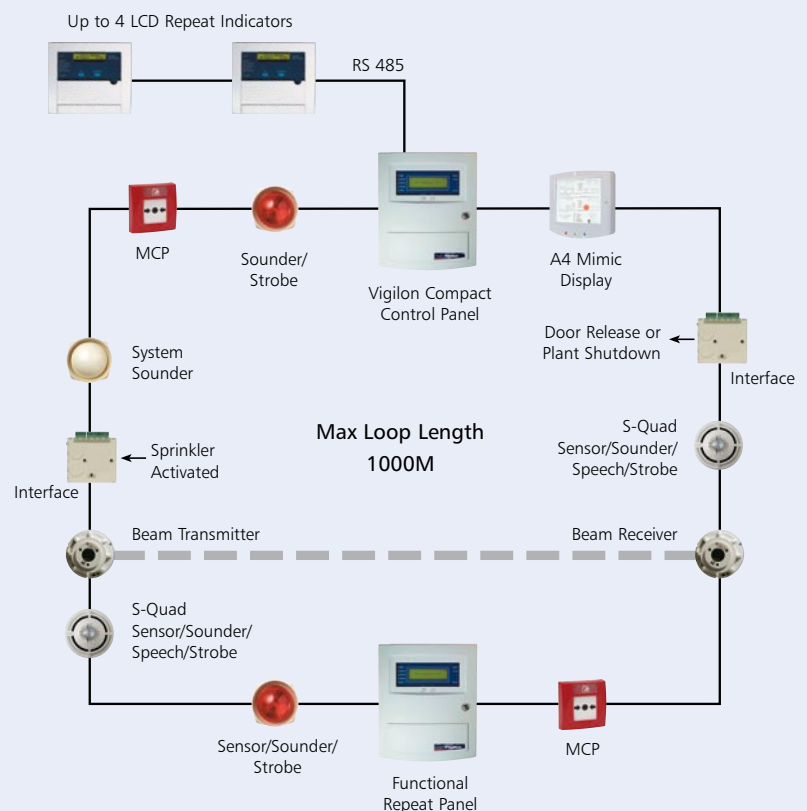 Up to 4 LCD Repeat Indicators
RS 485
MCP
Sounder/
Strobe
Vigilon Compact
Control Panel
A4 Mimic
Display
System
Sounder
Door Release or
Plant Shutdown
Interface
Max Loop Length
1000M
S-Quad
Sensor/Sounder/
Speech/Strobe
Sprinkler
Activated
Interface
Beam Transmitter
Beam Receiver
S-Quad
Sensor/Sounder/
Speech/Strobe
Sensor/Sounder/
Strobe
Functional
Repeat Panel
MCP